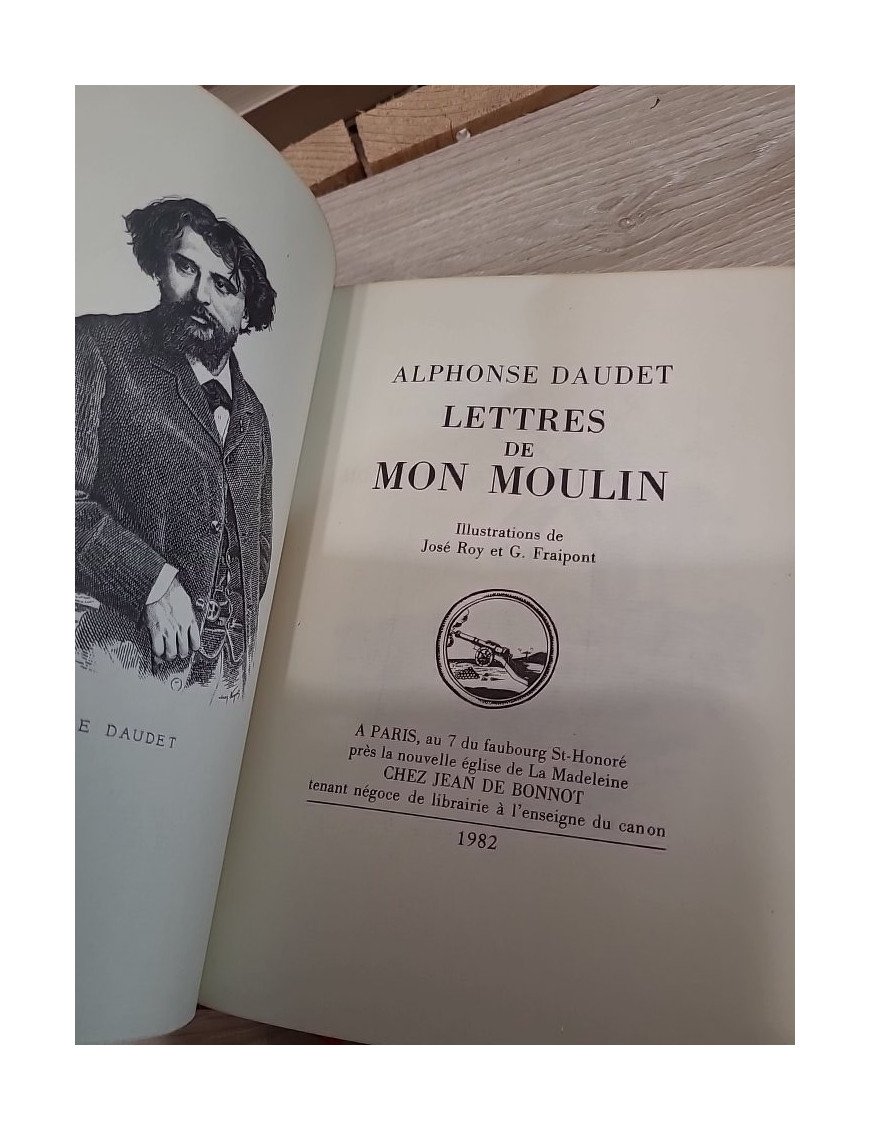 E DAUDET
ALPHONSE DAUDET
LETTRES
DE
MON MOULIN
Illustrations de
José Roy et G. Fraipont
A PARIS, au 7 du faubourg St-Honoré
près la nouvelle église de La Madeleine
CHEZ JEAN DE BONNOT
tenant négoce de librairie à l'enseigne du canon
1982